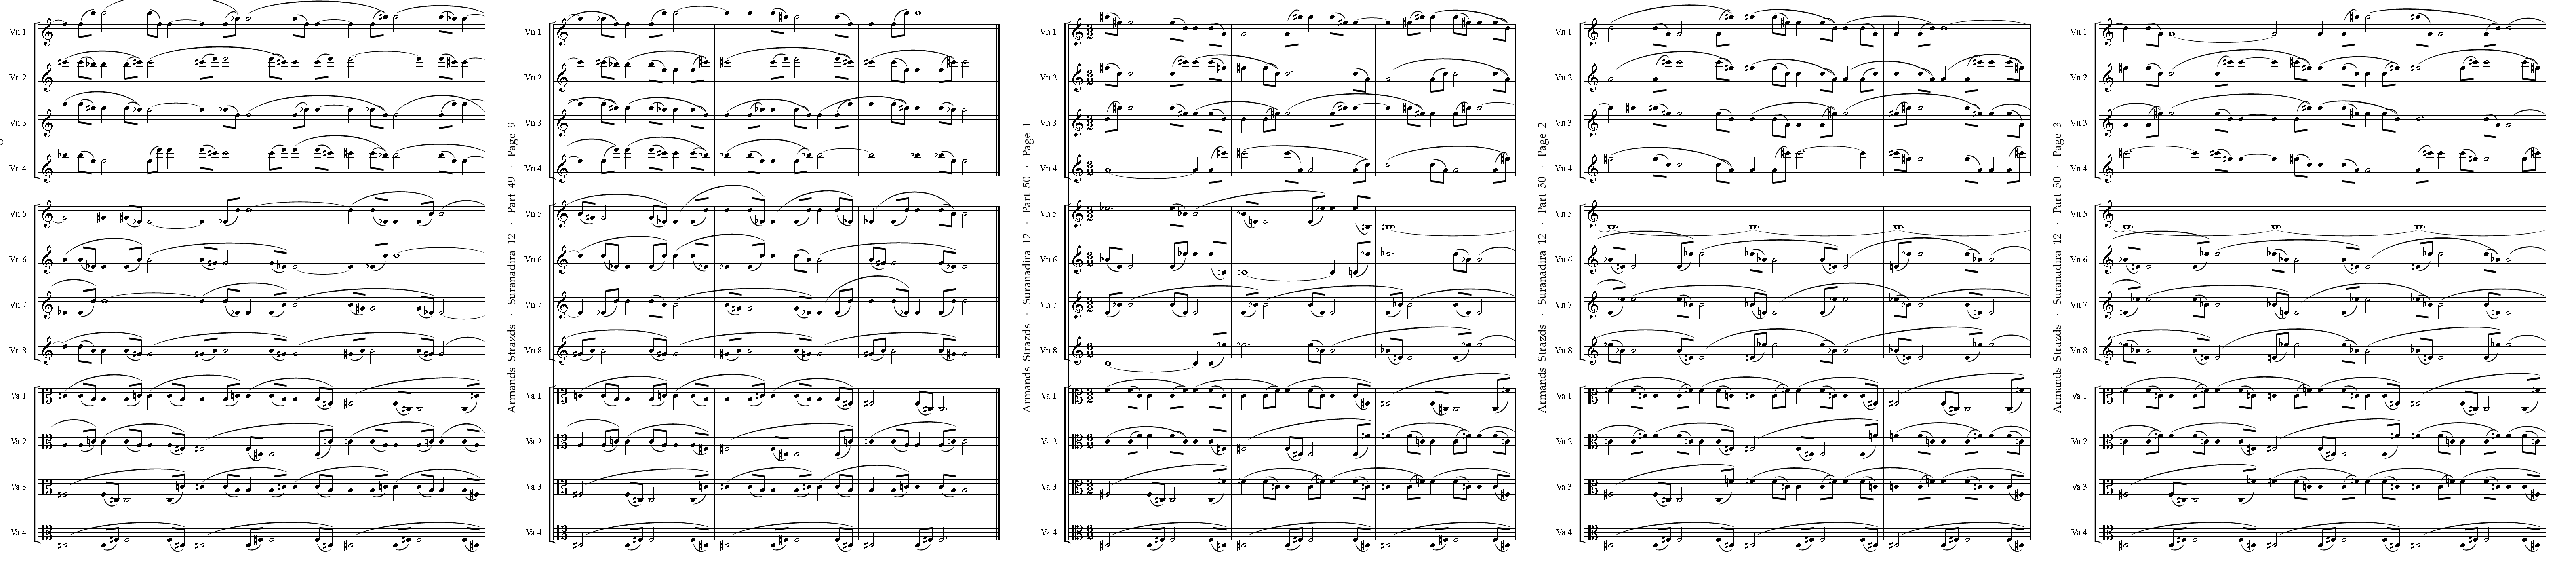 Vn 1
Vn 2
Vn 3
Vn 4
Vn 5
Vn 6
Vn 7
Vn 8
Va 1
Va 2
Va 3
Va 4
Armands Strazds · Suranadira 12 · Part 49 · Page 9
Vn 1
Vn 2
Vn 3
Vn 4
Vn 5
Vn 6
Vn 7
Vn 8
Va 1
Va 2
Va 3
Va 4
Armands Strazds · Suranadira 12 · Part 50 · Page 1
Vn 1
Vn 2
Vn 3
Vn 4
Vn 5
Vn 6
Vn 7
Vn 8
Va 1
Va 2
Va 3
Va 4
Armands Strazds · Suranadira 12 · Part 50 · Page 2
Vn 1
Vn 2
Vn 3
Vn 4
Vn 5
Vn 6
Vn 7
Vn 8
Va 1
Va 2
Va 3
Va 4
Armands Strazds · Suranadira 12 · Part 50 · Page 3
Vn 1
Vn 2
Vn 3
Vn 4
Vn 5
Vn 6
Vn 7
Vn 8
Va 1
Va 2
Va 3
Va 4